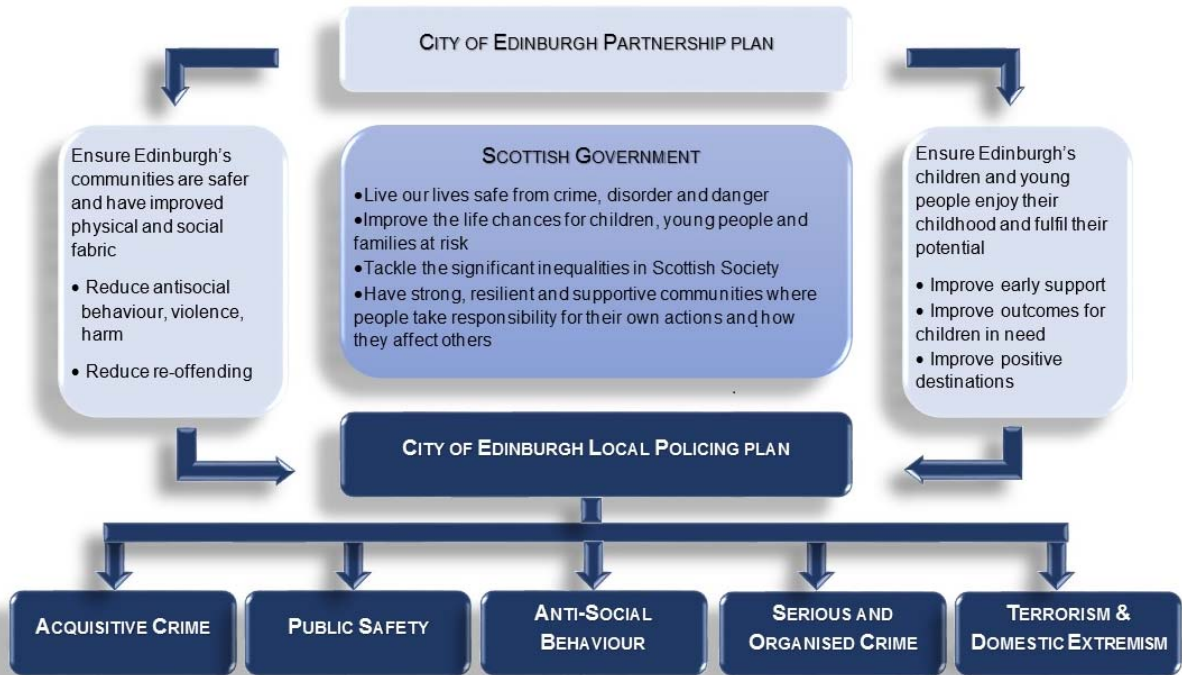 CITY OF EDINBURGH PARTNERSHIP PLAN
Ensure Edinburgh's
communities are safer
and have improved
physical and social
fabric
• Reduce antisocial
behaviour, violence,
harm
• Reduce re-offending
SCOTTISH GOVERNMENT
•Live our lives safe from crime, disorder and danger
•Improve the life chances for children, young people and
families at risk
•Tackle the significant inequalities in Scottish Society
•Have strong, resilient and supportive communities where
people take responsibility for their own actions and how
they affect others
Ensure Edinburgh's
children and young
people enjoy their
childhood and fulfil their
potential
• Improve early support
• Improve outcomes for
children in need
• Improve positive
destinations
CITY OF EDINBURGH LOCAL POLICING PLAN
ACQUISITIVE CRIME
PUBLIC SAFETY
ANTI-SOCIAL
BEHAVIOUR
SERIOUS AND
ORGANISED CRIME
TERRORISM &
DOMESTIC EXTREMISM